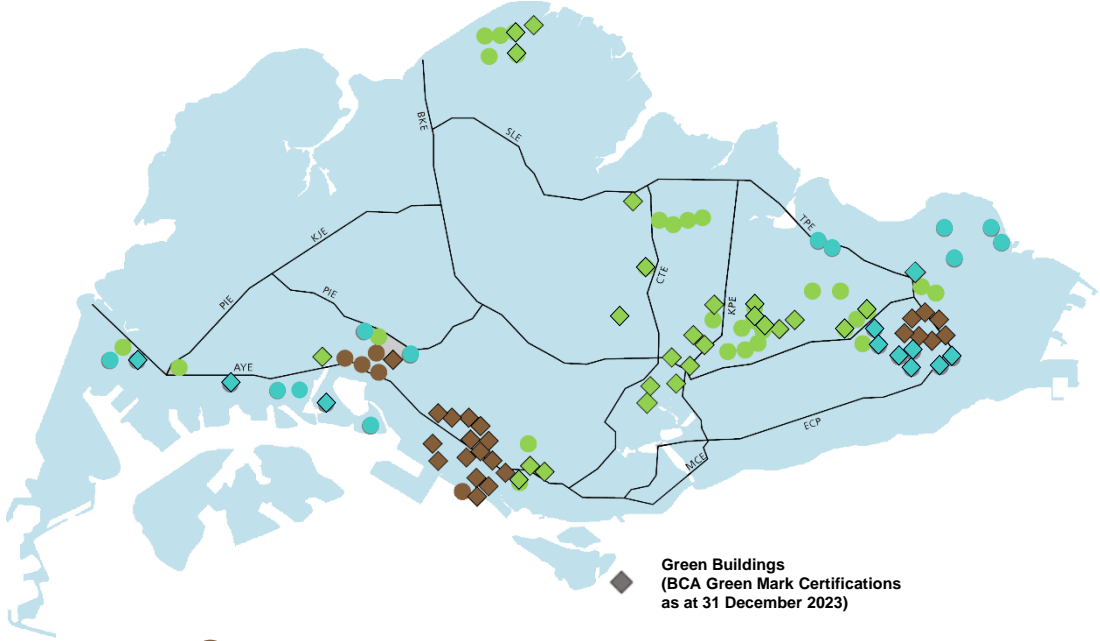 BKE
SLE
KJE
TPE
CTE
PIE
PIE
KPE
AYE
ECP
MCE
Green Buildings
(BCA Green Mark Certifications
as at 31 December 2023)